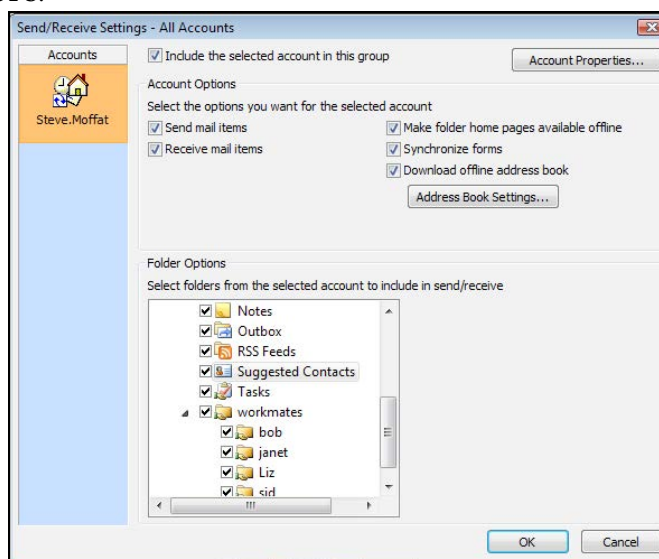 Send/Receive Settings - All Accounts
Accounts
Include the selected account in this group
Account Properties...
Account Options
Select the options you want for the selected account
Steve.Moffat
Send mail items
Make folder home pages available offline
Receive mail items
Synchronize forms
Download offline address book
Address Book Settings...
Folder Options
Select folders from the selected account to include in send/receive
Notes
Outbox
RSS Feeds
Suggested Contacts
Tasks
workmates
bob
janet
Liz
sid
OK
Cancel